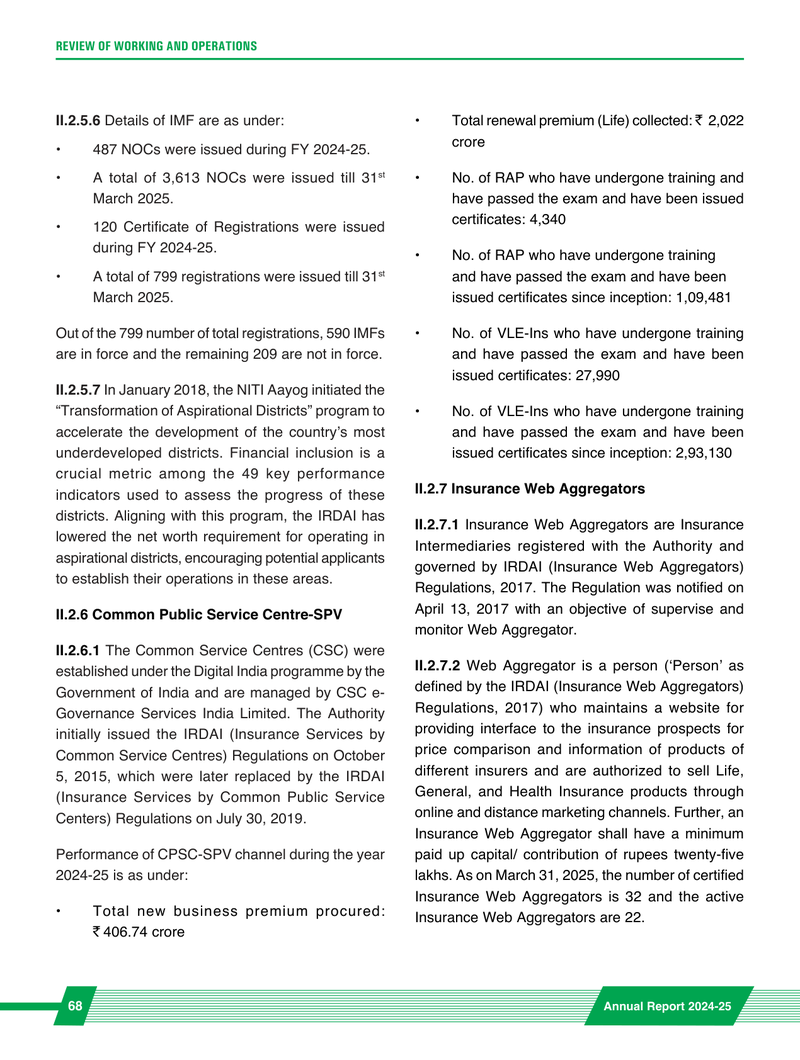 REVIEW OF WORKING AND OPERATIONS
II.2.5.6 Details of IMF are as under:
• 487 NOCs were issued during FY 2024-25.
• A total of 3,613 NOCs were issued till 31st
March 2025.
• 120 Certificate of Registrations were issued
during FY 2024-25.
• A total of 799 registrations were issued till 31st
March 2025.
Out of the 799 number of total registrations, 590 IMFs
are in force and the remaining 209 are not in force.
II.2.5.7 In January 2018, the NITI Aayog initiated the
“Transformation of Aspirational Districts” program to
accelerate the development of the country’s most
underdeveloped districts. Financial inclusion is a
crucial metric among the 49 key performance
indicators used to assess the progress of these
districts. Aligning with this program, the IRDAI has
lowered the net worth requirement for operating in
aspirational districts, encouraging potential applicants
to establish their operations in these areas.
II.2.6 Common Public Service Centre-SPV
II.2.6.1 The Common Service Centres (CSC) were
established under the Digital India programme by the
Government of India and are managed by CSC e-
Governance Services India Limited. The Authority
initially issued the IRDAI (Insurance Services by
Common Service Centres) Regulations on October
5, 2015, which were later replaced by the IRDAI
(Insurance Services by Common Public Service
Centers) Regulations on July 30, 2019.
Performance of CPSC-SPV channel during the year
2024-25 is as under:
• Total new business premium procured:
₹ 406.74 crore
• Total renewal premium (Life) collected: ₹ 2,022
crore
• No. of RAP who have undergone training and
have passed the exam and have been issued
certificates: 4,340
• No. of RAP who have undergone training
and have passed the exam and have been
issued certificates since inception: 1,09,481
• No. of VLE-Ins who have undergone training
and have passed the exam and have been
issued certificates: 27,990
• No. of VLE-Ins who have undergone training
and have passed the exam and have been
issued certificates since inception: 2,93,130
II.2.7 Insurance Web Aggregators
II.2.7.1 Insurance Web Aggregators are Insurance
Intermediaries registered with the Authority and
governed by IRDAI (Insurance Web Aggregators)
Regulations, 2017. The Regulation was notified on
April 13, 2017 with an objective of supervise and
monitor Web Aggregator.
II.2.7.2 Web Aggregator is a person (‘Person’ as
defined by the IRDAI (Insurance Web Aggregators)
Regulations, 2017) who maintains a website for
providing interface to the insurance prospects for
price comparison and information of products of
different insurers and are authorized to sell Life,
General, and Health Insurance products through
online and distance marketing channels. Further, an
Insurance Web Aggregator shall have a minimum
paid up capital/ contribution of rupees twenty-five
lakhs. As on March 31, 2025, the number of certified
Insurance Web Aggregators is 32 and the active
Insurance Web Aggregators are 22.
68
Annual Report 2024-25